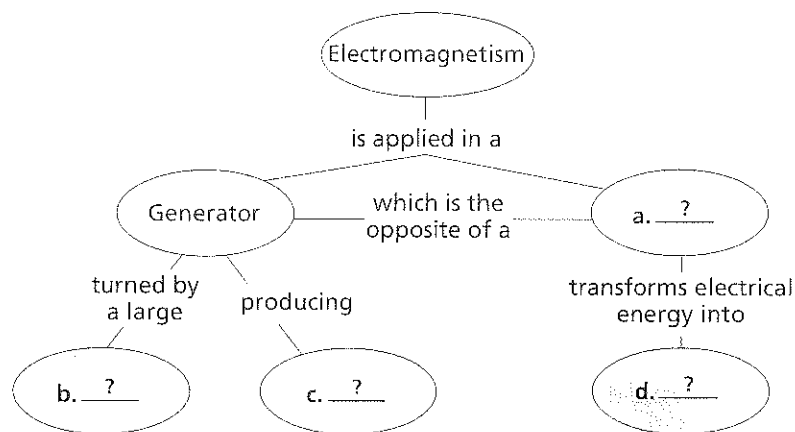 Electromagnetism
is applied in a
Generator
which is the
opposite of a
a. ?
turned by
a large
producing
transforms electrical
energy into
b. ?
c. ?
d. ?